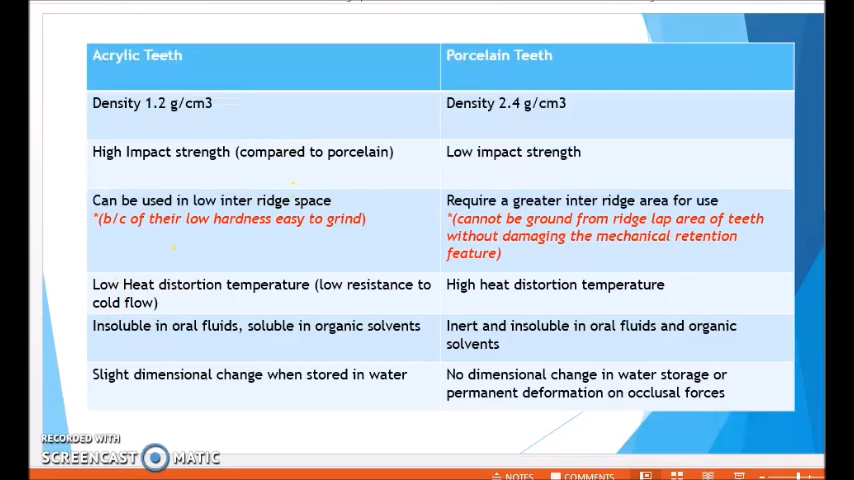 Acrylic Teeth
Porcelain Teeth
Density 1.2 g/cm3
Density 2.4 g/cm3
High Impact strength (compared to porcelain)
Low impact strength
Can be used in low inter ridge space
*(b/c of their low hardness easy to grind)
Require a greater inter ridge area for use
*(cannot be ground from ridge lap area of teeth
without damaging the mechanical retention
feature)
Low Heat distortion temperature (low resistance to
cold flow)
High heat distortion temperature
Insoluble in oral fluids, soluble in organic solvents
Inert and insoluble in oral fluids and organic
solvents
Slight dimensional change when stored in water
No dimensional change in water storage or
permanent deformation on occlusal forces
RECORDED WITH
SCREENCAST MATIC
NOTES
COMMENTS